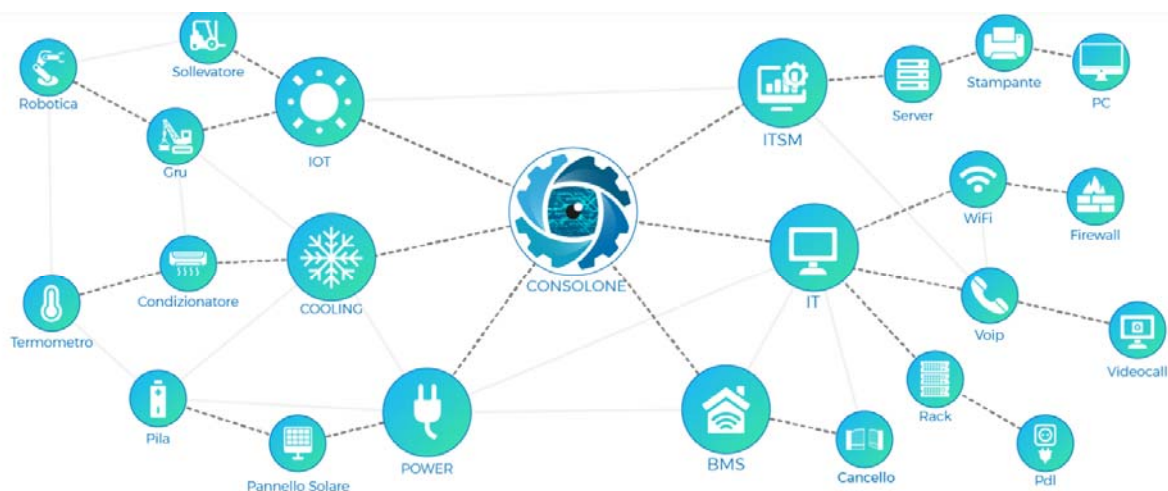 Sollevatore
Robotica
IOT
Gru
ITSM
Server
Stampante
PC
WiFi
Firewall
CONSOLONE
Condizionatore
COOLING
IT
Termometro
Voip
Videocall
Pila
Pannello Solare
POWER
BMS
Cancello
Rack
Pdl